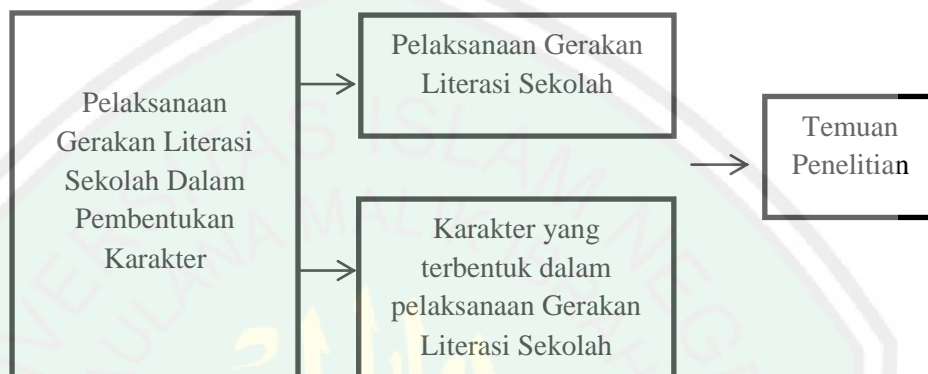 Pelaksanaan
Gerakan Literasi
Sekolah Dalam
Pembentukan
Karakter
Pelaksanaan Gerakan
Literasi Sekolah
Karakter yang
terbentuk dalam
pelaksanaan Gerakan
Literasi Sekolah
Temuan
Penelitian